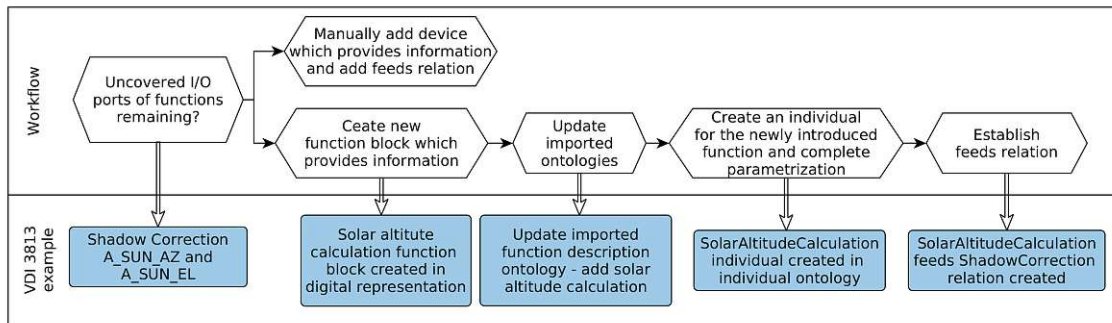 Workflow
Uncovered I/O
ports of functions
remaining?
Manually add device
which provides information
and add feeds relation
Ceate new
function block which
provides information
Update
imported
ontologies
Create an individual
for the newly introduced
function and complete
parametrization
Establish
feeds relation
VDI 3813
example
Shadow Correction
A_SUN_AZ and
A_SUN_EL
Solar altitute
calculation function
block created in
digital representation
Update imported
function description
ontology - add solar
altitude calculation
SolarAltitudeCalculation
individual created in
individual ontology
SolarAltitudeCalculation
feeds ShadowCorrection
relation created